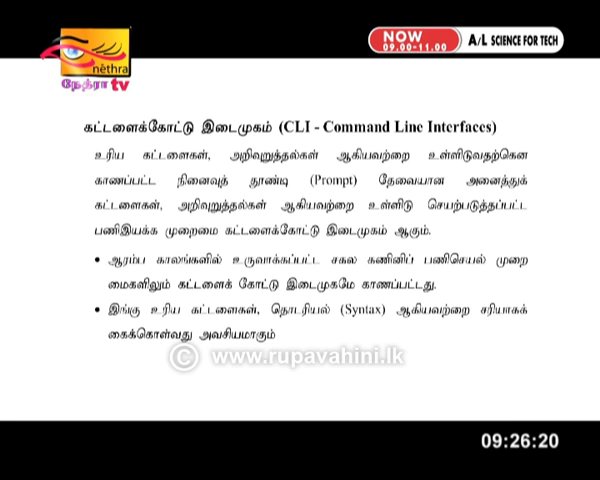 NOW
09.00-11.00
A/L SCIENCE FOR TECH
nethra
நேத்ரா tv
கட்டளைக்கோட்டு இடைமுகம் (CLI - Command Line Interfaces)
உரிய கட்டளைகள், அறிவுறுத்தல்கள் ஆகியவற்றை உள்ளிடுவதற்கென
காணப்பட்ட நினைவுத் தூண்டி (Prompt) தேவையான அனைத்துக்
கட்டளைகள், அறிவுறுத்தல்கள் ஆகியவற்றை உள்ளிடு செயற்படுத்தப்பட்ட
பணிஇயக்க முறைமை கட்டளைக்கோட்டு இடைமுகம் ஆகும்.
• ஆரம்ப காலங்களில் உருவாக்கப்பட்ட சகல கணினிப் பணிசெயல் முறை
மைகளிலும் கட்டளைக் கோட்டு இடைமுகமே காணப்பட்டது.
• இங்கு உரிய கட்டளைகள், தொடரியல் (Syntax) ஆகியவற்றை சரியாகக்
கைக்கொள்வது அவசியமாகும்
© www.rupavahini.lk
09:26:20